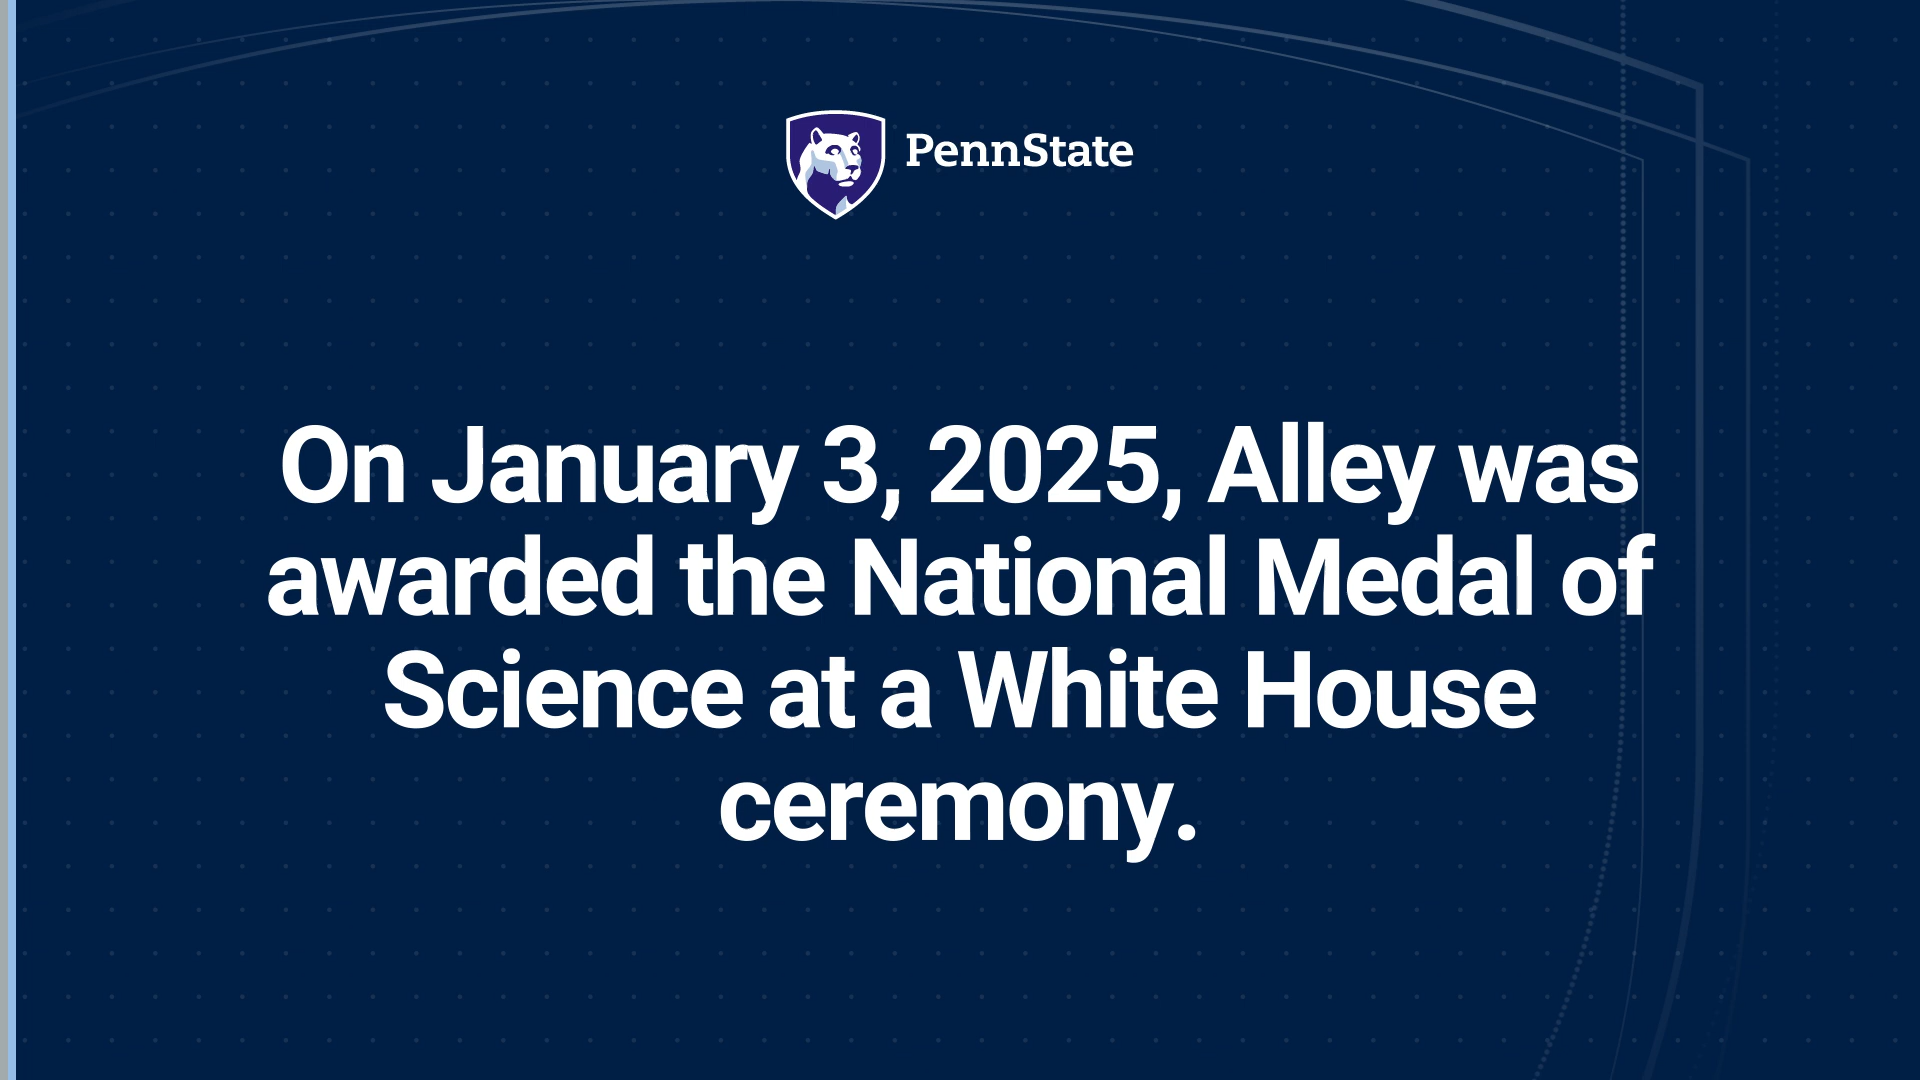 PennState
On January 3, 2025, Alley was
awarded the National Medal of
Science at a White House
ceremony.